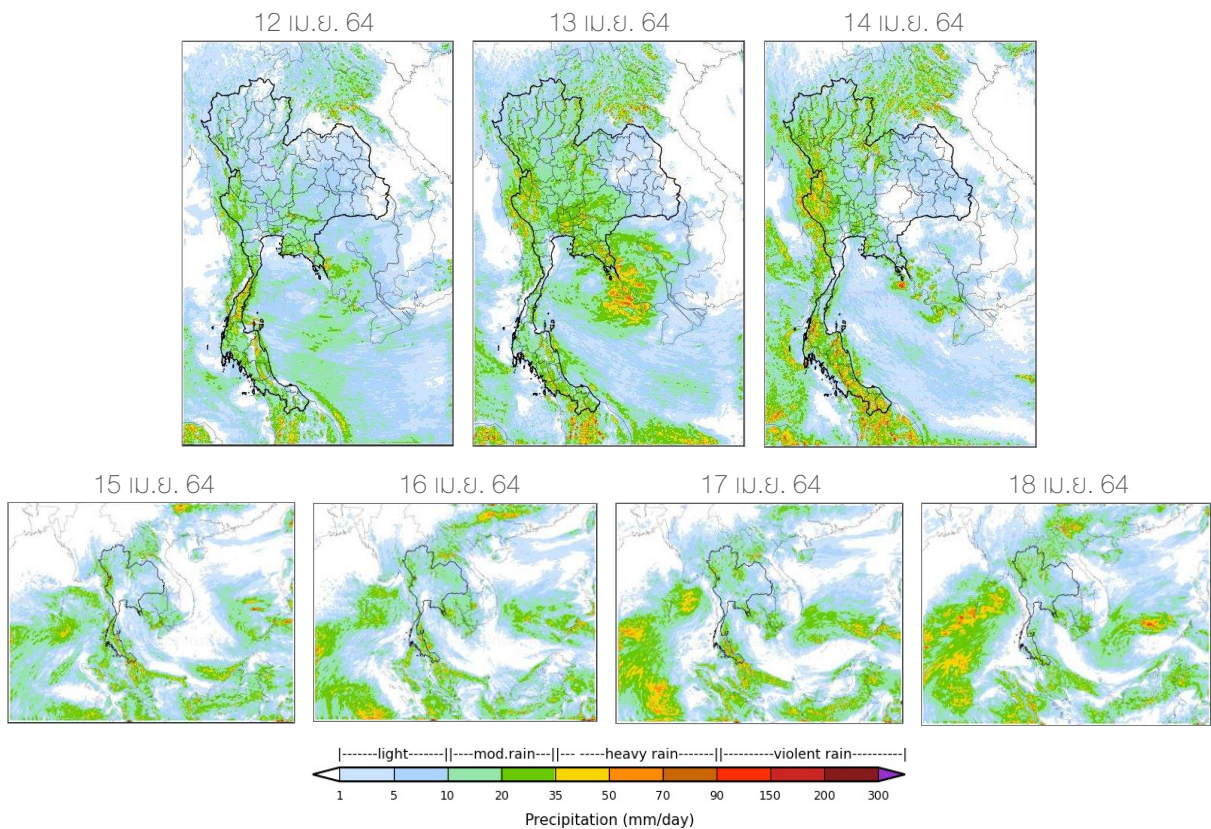 12 เม.ย. 64 13 เม.ย. 64 14 เม.ย. 64
15 เม.ย. 64 16 เม.ย. 64 17 เม.ย. 64 18 เม.ย. 64
|-------light-------||----mod.rain---||--- -----heavy rain-------||---------violent rain----------|
1 5 10 20 35 50 70 90 150 200 300
Precipitation (mm/day)